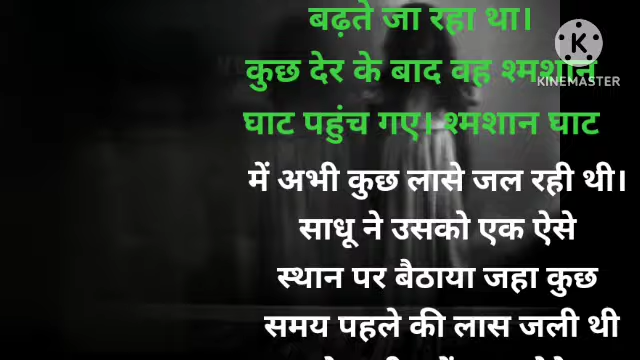 बढ़ते जा रहा था।
कुछ देर के बाद वह श्मशान
KINEMASTER
घाट पहुंच गए। श्मशान घाट
में अभी कुछ लासे जल रही थी।
साधू ने उसको एक ऐसे
स्थान पर बैठाया जहा कुछ
समय पहले की लास जली थी